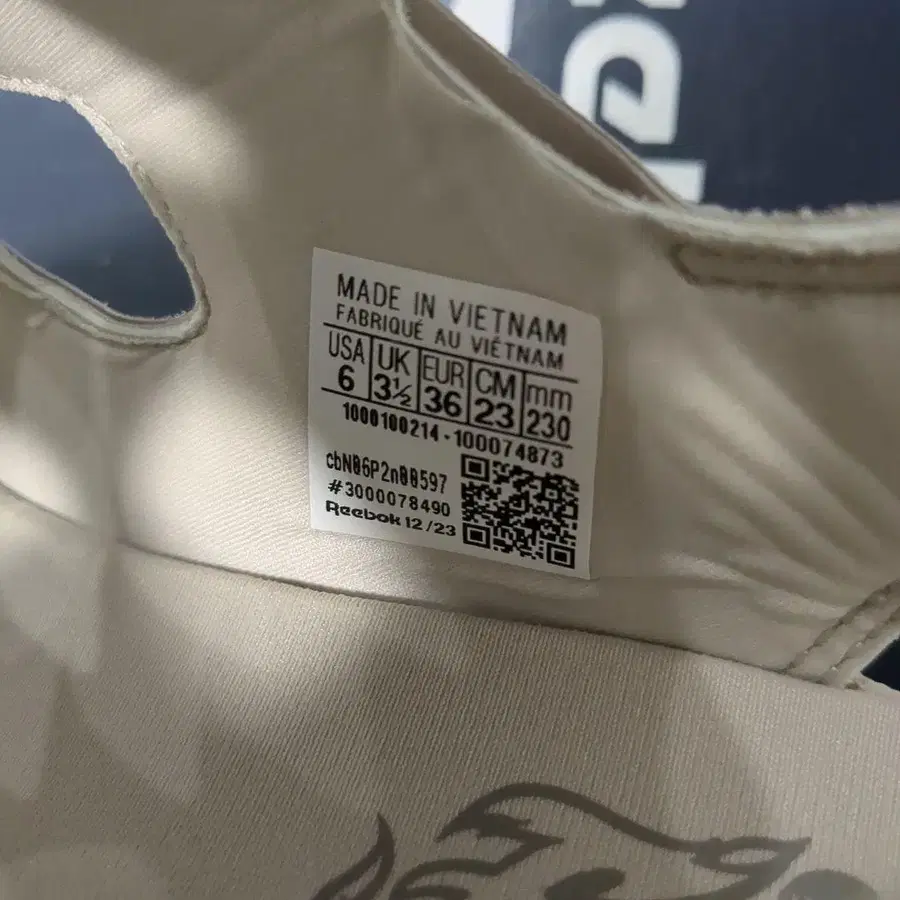 MADE IN VIETNAM
FABRIQUÉ AU VIÊTNAM
USA UK EUR CM mm
6 3½ 36 23 230
1000100214-100074873
cbN06P2n00597
#3000078490
Reebok 12/23